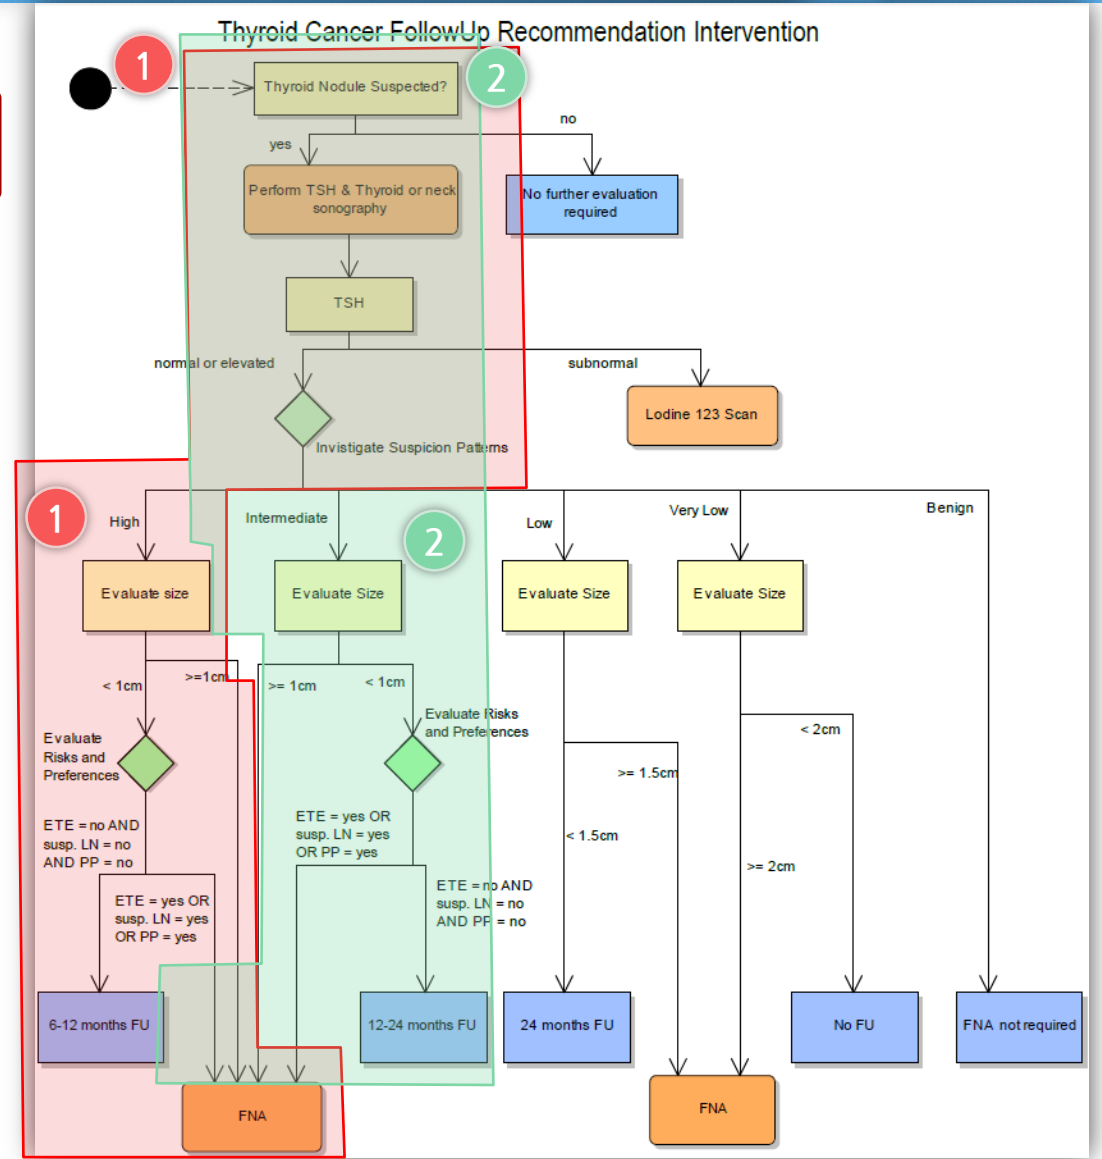 Thyroid Cancer FollowUp Recommendation Intervention
1
2
Thyroid Nodule Suspected?
no
yes
Perform TSH & Thyroid or neck
sonography
No further evaluation
required
TSH
normal or elevated
subnormal
Lodine 123 Scan
Invistigate Suspicion Patterns
1
High
Intermediate
2
Low
Very Low
Benign
Evaluate size
Evaluate Size
Evaluate Size
Evaluate Size
< 1cm
>=1cm
>= 1cm
< 1cm
Evaluate
Risks and
Preferences
Evaluate Risks
and Preferences
< 2cm
>= 1.5cm
ETE = no AND
susp. LN = no
AND PP = no
ETE = yes OR
susp. LN = yes
OR PP = yes
< 1.5cm
>= 2cm
ETE = yes OR
susp. LN = yes
OR PP = yes
ETE = no AND
susp. LN = no
AND PP = no
6-12 months FU
12-24 months FU
24 months FU
No FU
FNA not required
FNA
FNA